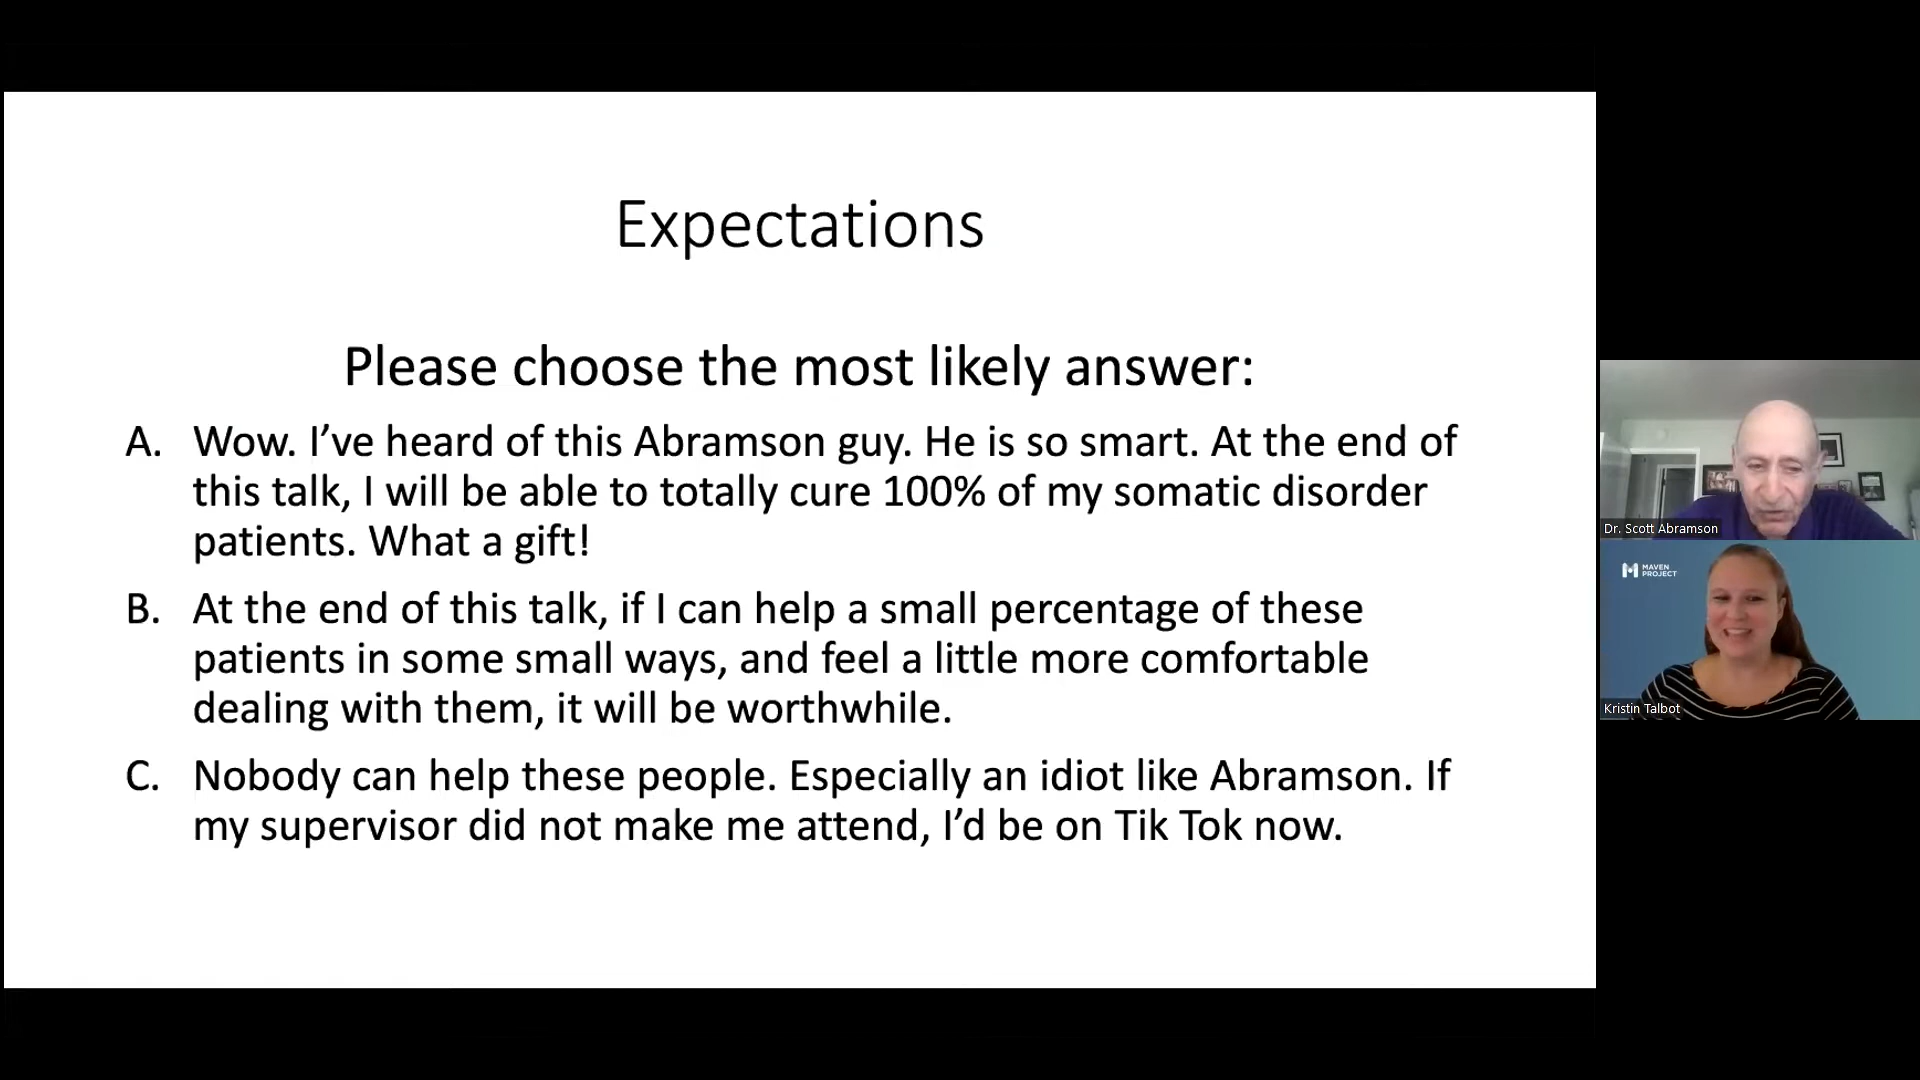 Expectations
Please choose the most likely answer:
A. Wow. I’ve heard of this Abramson guy. He is so smart. At the end of
this talk, I will be able to totally cure 100% of my somatic disorder
patients. What a gift!
B. At the end of this talk, if I can help a small percentage of these
patients in some small ways, and feel a little more comfortable
dealing with them, it will be worthwhile.
C. Nobody can help these people. Especially an idiot like Abramson. If
my supervisor did not make me attend, I’d be on Tik Tok now.
Dr. Scott Abramson
MAVEN
PROJECT
Kristin Talbot